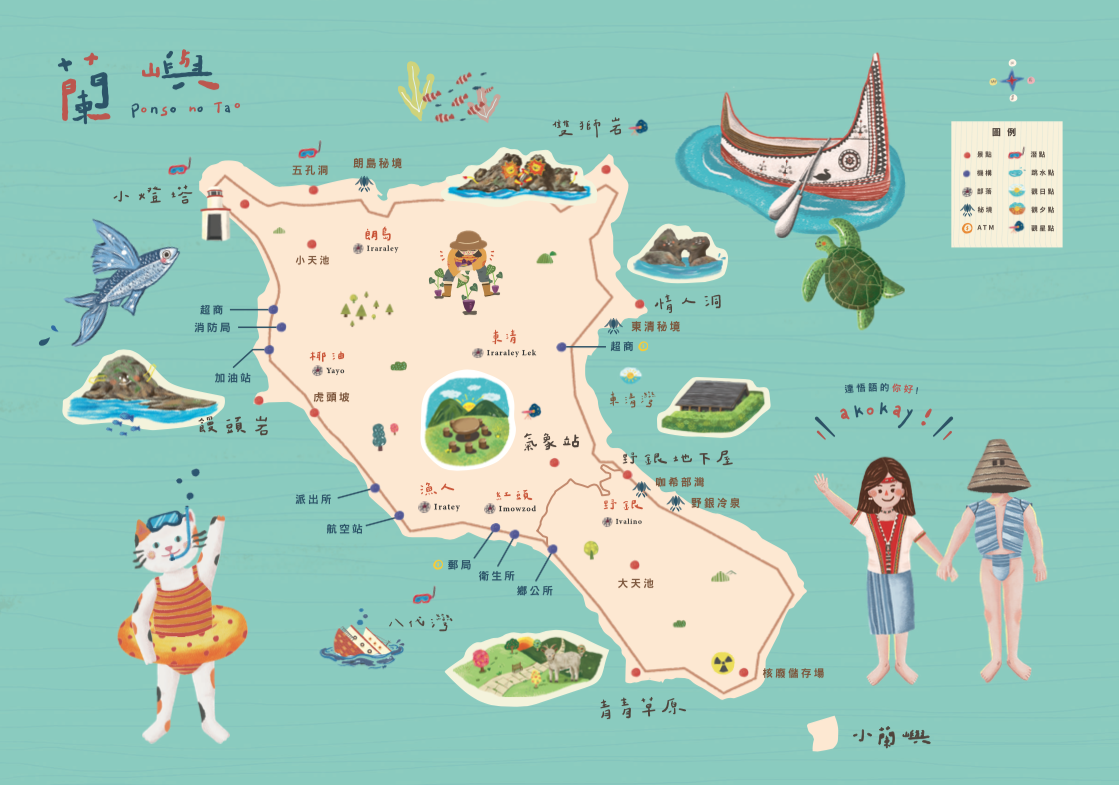 蘭嶼
Ponso no Tao
雙獅岩
圖例
景點
潛點
機構
跳水點
部落
觀日點
秘境
觀夕點
ATM
觀星點
五孔洞
朗島秘境
小燈塔
朗島
Iraraley
小天池
情人洞
東清秘境
超商
消防局
加油站
東清
Iraraley Lek
超商
椰油
Yayo
虎頭坡
東清灣
饅頭岩
氣象站
達悟語的你好!
akokay!
野銀地下屋
咖希部灣
野銀冷泉
野銀
Ivalino
派出所
航空站
漁人
Iratey
紅頭
Imowzod
郵局
衛生所
鄉公所
大天池
八代灣
核廢儲存場
青青草原
小蘭嶼